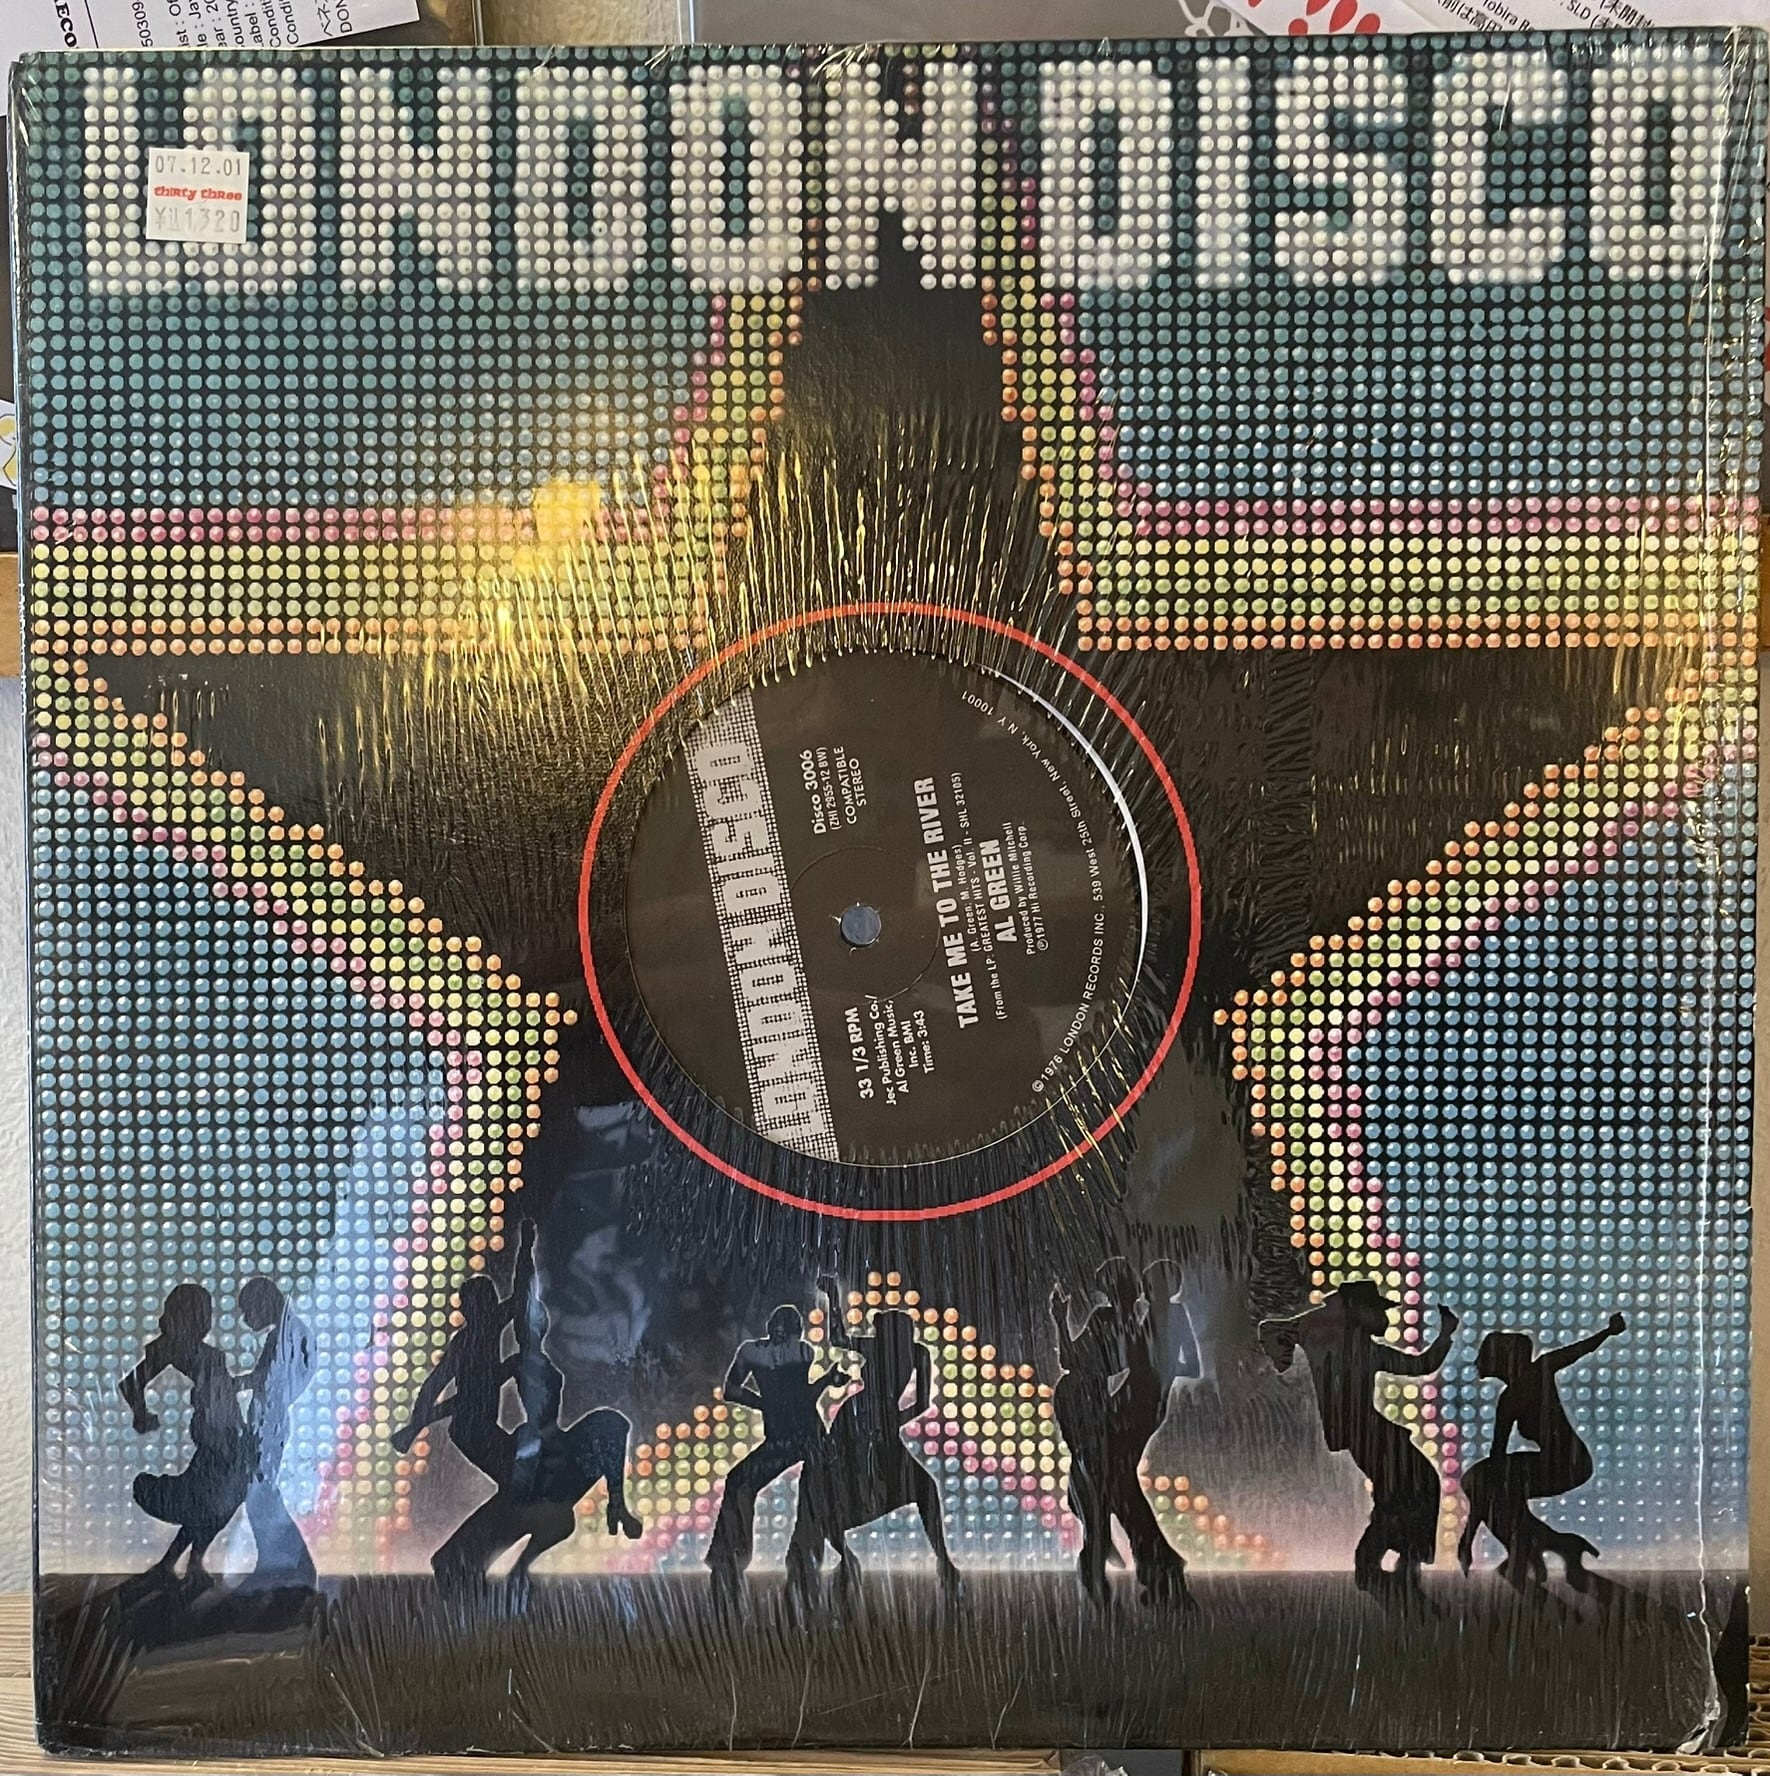 LONDON DISCO
07.12.01
thirty three
LONDON DISCO
Disco 3006
(ZHI 2955-12 BW)
COMPATIBLE
STEREO
33 1/3 RPM
Jec Publishing Co./
Al Green Music,
Inc. BMI
Time: 3:43
TAKE ME TO THE RIVER
(A. Green; M. Hodges)
(From the LP: GREATEST HITS - Vol. II - SHL 32105)
AL GREEN
Produced by Willie Mitchell
℗1977 Hi Recording Corp.
©1976 LONDON RECORDS INC. 539 West 25th Street, New York, N Y 10001